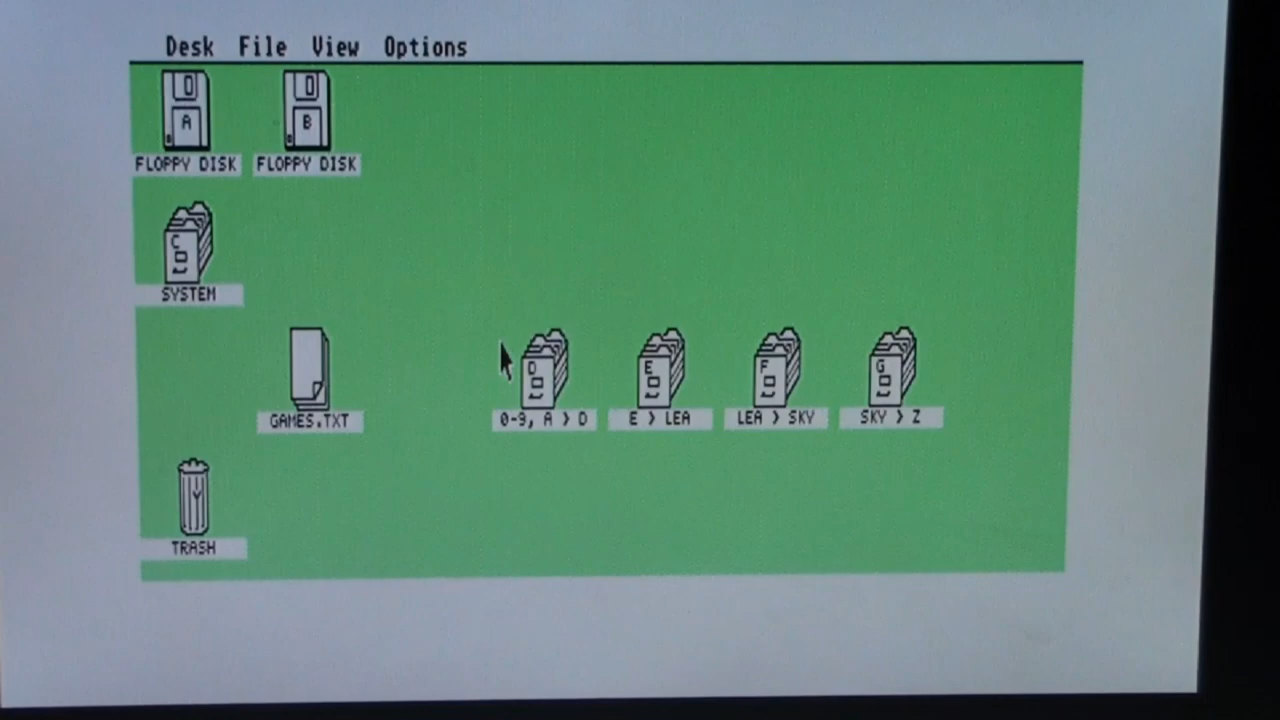 Desk File View Options
A
B
FLOPPY DISK
FLOPPY DISK
C
SYSTEM
GAMES.TXT
D
0-9, A > D
E
E > LEA
F
LEA > SKY
G
SKY > Z
TRASH